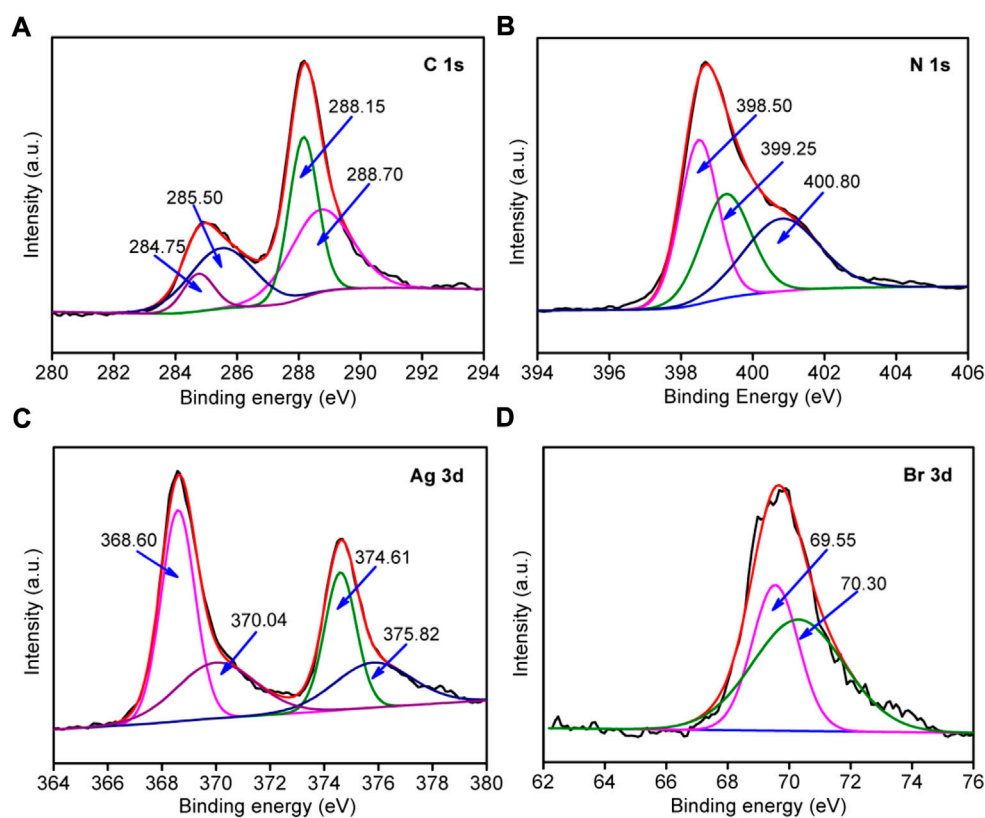 A
C 1s
288.15
288.70
285.50
284.75
Intensity (a.u.)
280 282 284 286 288 290 292 294
Binding energy (eV)
B
N 1s
398.50
399.25
400.80
Intensity (a.u.)
394 396 398 400 402 404 406
Binding Energy (eV)
C
Ag 3d
368.60
374.61
370.04
375.82
Intensity (a.u.)
364 366 368 370 372 374 376 378 380
Binding energy (eV)
D
Br 3d
69.55
70.30
Intensity (a.u.)
62 64 66 68 70 72 74 76
Binding energy (eV)